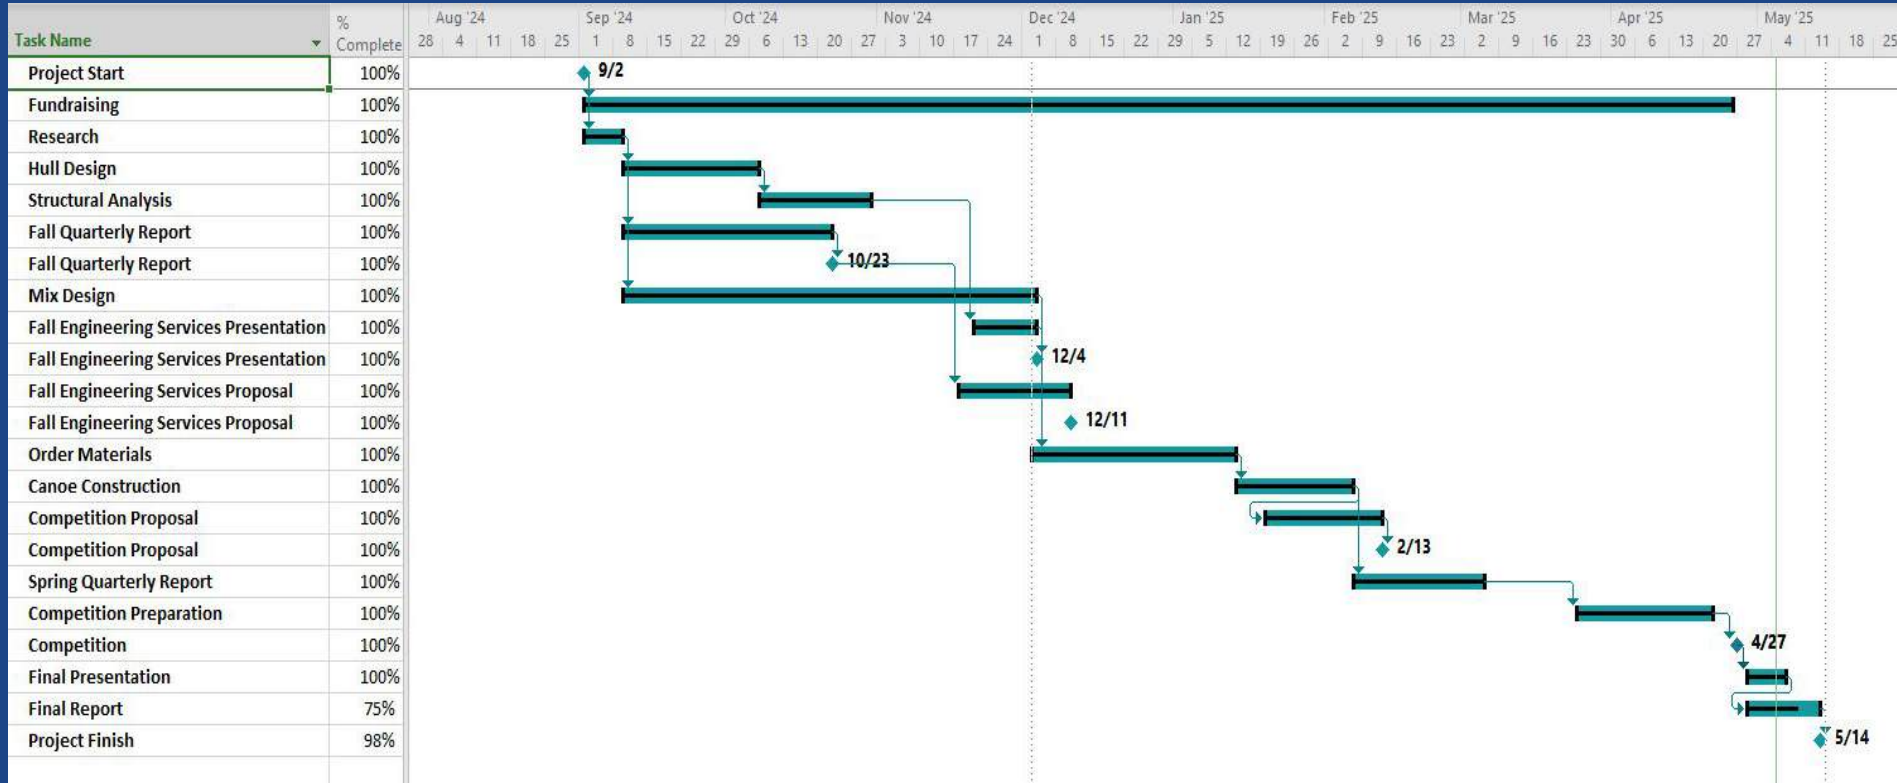 Aug '24 Sep '24 Oct '24 Nov '24 Dec '24 Jan '25 Feb '25 Mar '25 Apr '25 May '25
Task Name % Complete 28 4 11 18 25 1 8 15 22 29 6 13 20 27 3 10 17 24 1 8 15 22 29 5 12 19 26 2 9 16 23 2 9 16 23 30 6 13 20 27 4 11 18 25
Project Start 100% 9/2
Fundraising 100%
Research 100%
Hull Design 100%
Structural Analysis 100%
Fall Quarterly Report 100%
Fall Quarterly Report 100% 10/23
Mix Design 100%
Fall Engineering Services Presentation 100%
Fall Engineering Services Presentation 100% 12/4
Fall Engineering Services Proposal 100%
Fall Engineering Services Proposal 100% 12/11
Order Materials 100%
Canoe Construction 100%
Competition Proposal 100%
Competition Proposal 100% 2/13
Spring Quarterly Report 100%
Competition Preparation 100%
Competition 100% 4/27
Final Presentation 100%
Final Report 75%
Project Finish 98% 5/14